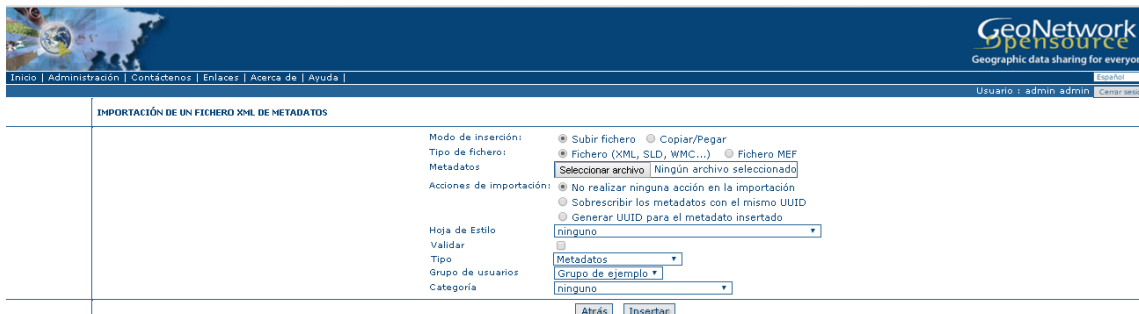 GeoNetwork
Opensource
Geographic data sharing for everyon
Inicio | Administración | Contáctenos | Enlaces | Acerca de | Ayuda |
Español
Usuario : admin admin Cerrar sesió
IMPORTACIÓN DE UN FICHERO XML DE METADATOS
Modo de inserción: Subir fichero Copiar/Pegar
Tipo de fichero: Fichero (XML, SLD, WMC...) Fichero MEF
Metadatos Seleccionar archivo Ningún archivo seleccionado
Acciones de importación: No realizar ninguna acción en la importación
Sobrescribir los metadatos con el mismo UUID
Generar UUID para el metadato insertado
Hoja de Estilo ninguno
Validar
Tipo Metadatos
Grupo de usuarios Grupo de ejemplo
Categoría ninguno
Atrás Insertar